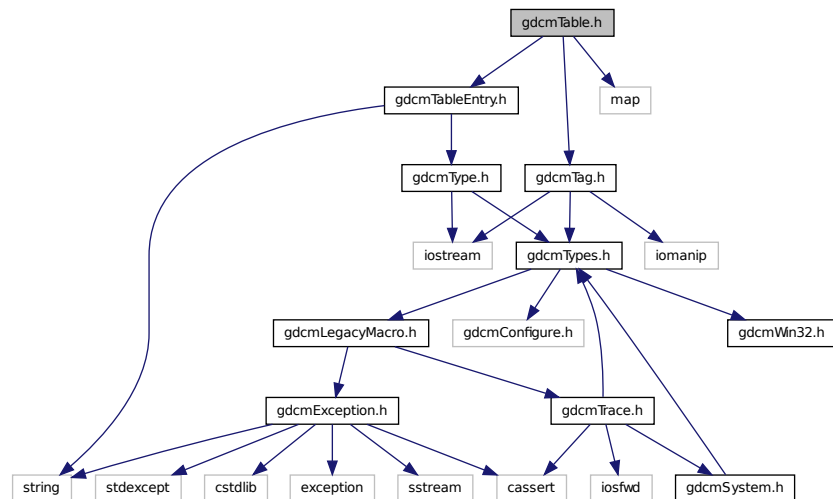 gdcmTable.h
gdcmTableEntry.h
map
gdcmType.h
gdcmTag.h
iostream
gdcmTypes.h
iomanip
gdcmLegacyMacro.h
gdcmConfigure.h
gdcmWin32.h
gdcmException.h
gdcmTrace.h
string
stdexcept
cstdlib
exception
sstream
cassert
iosfwd
gdcmSystem.h